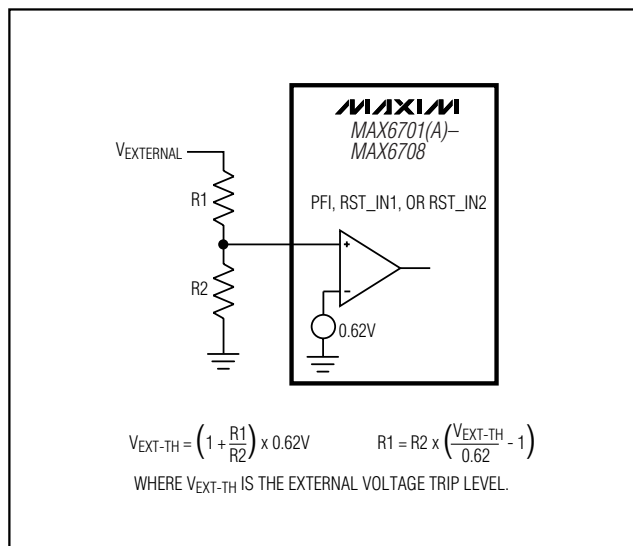 MAXIM
MAX6701(A)–
MAX6708
VEXTERNAL
R1
PFI, RST_IN1, OR RST_IN2
+
R2
−
0.62V
VEXT-TH = (1 + R1/R2) x 0.62V
R1 = R2 x (VEXT-TH/0.62 - 1)
WHERE VEXT-TH IS THE EXTERNAL VOLTAGE TRIP LEVEL.